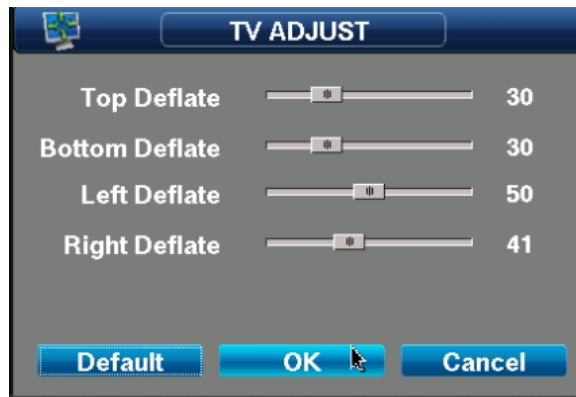 TV ADJUST
Top Deflate 30
Bottom Deflate 30
Left Deflate 50
Right Deflate 41
Default OK Cancel